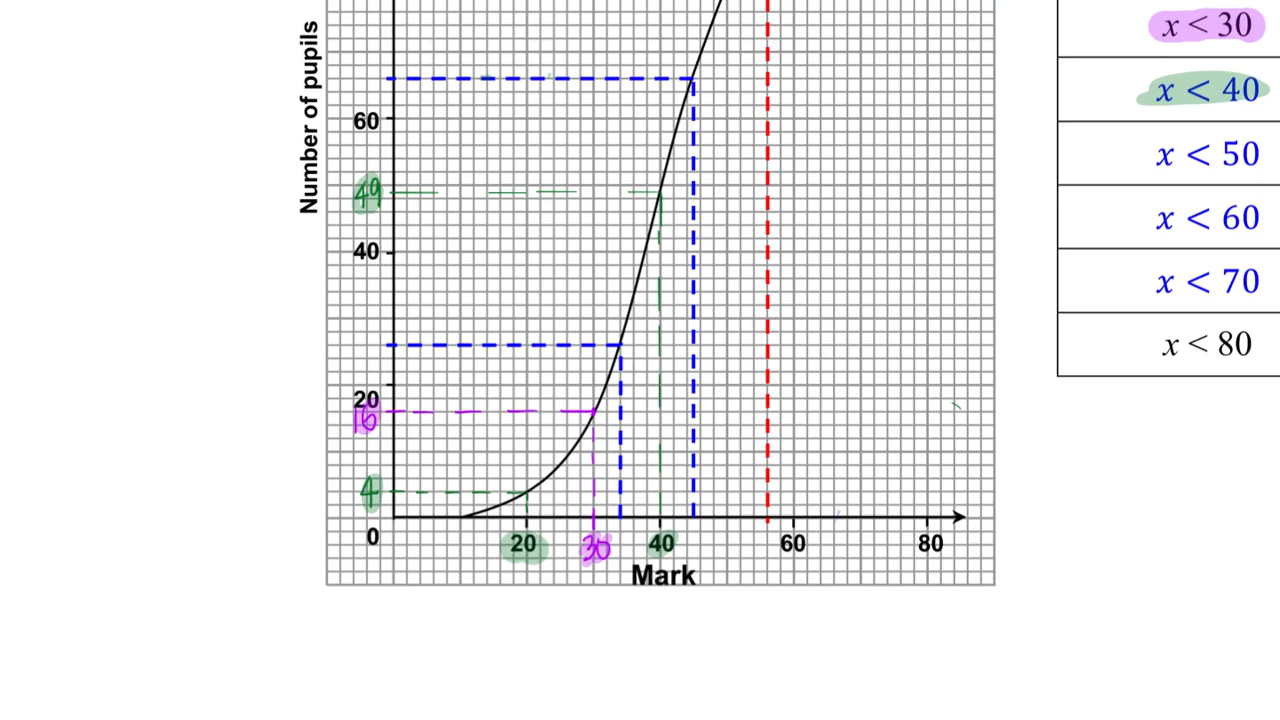 Number of pupils
60
49
40
20
16
4
0
20
30
40
60
80
Mark
x < 30
x < 40
x < 50
x < 60
x < 70
x < 80